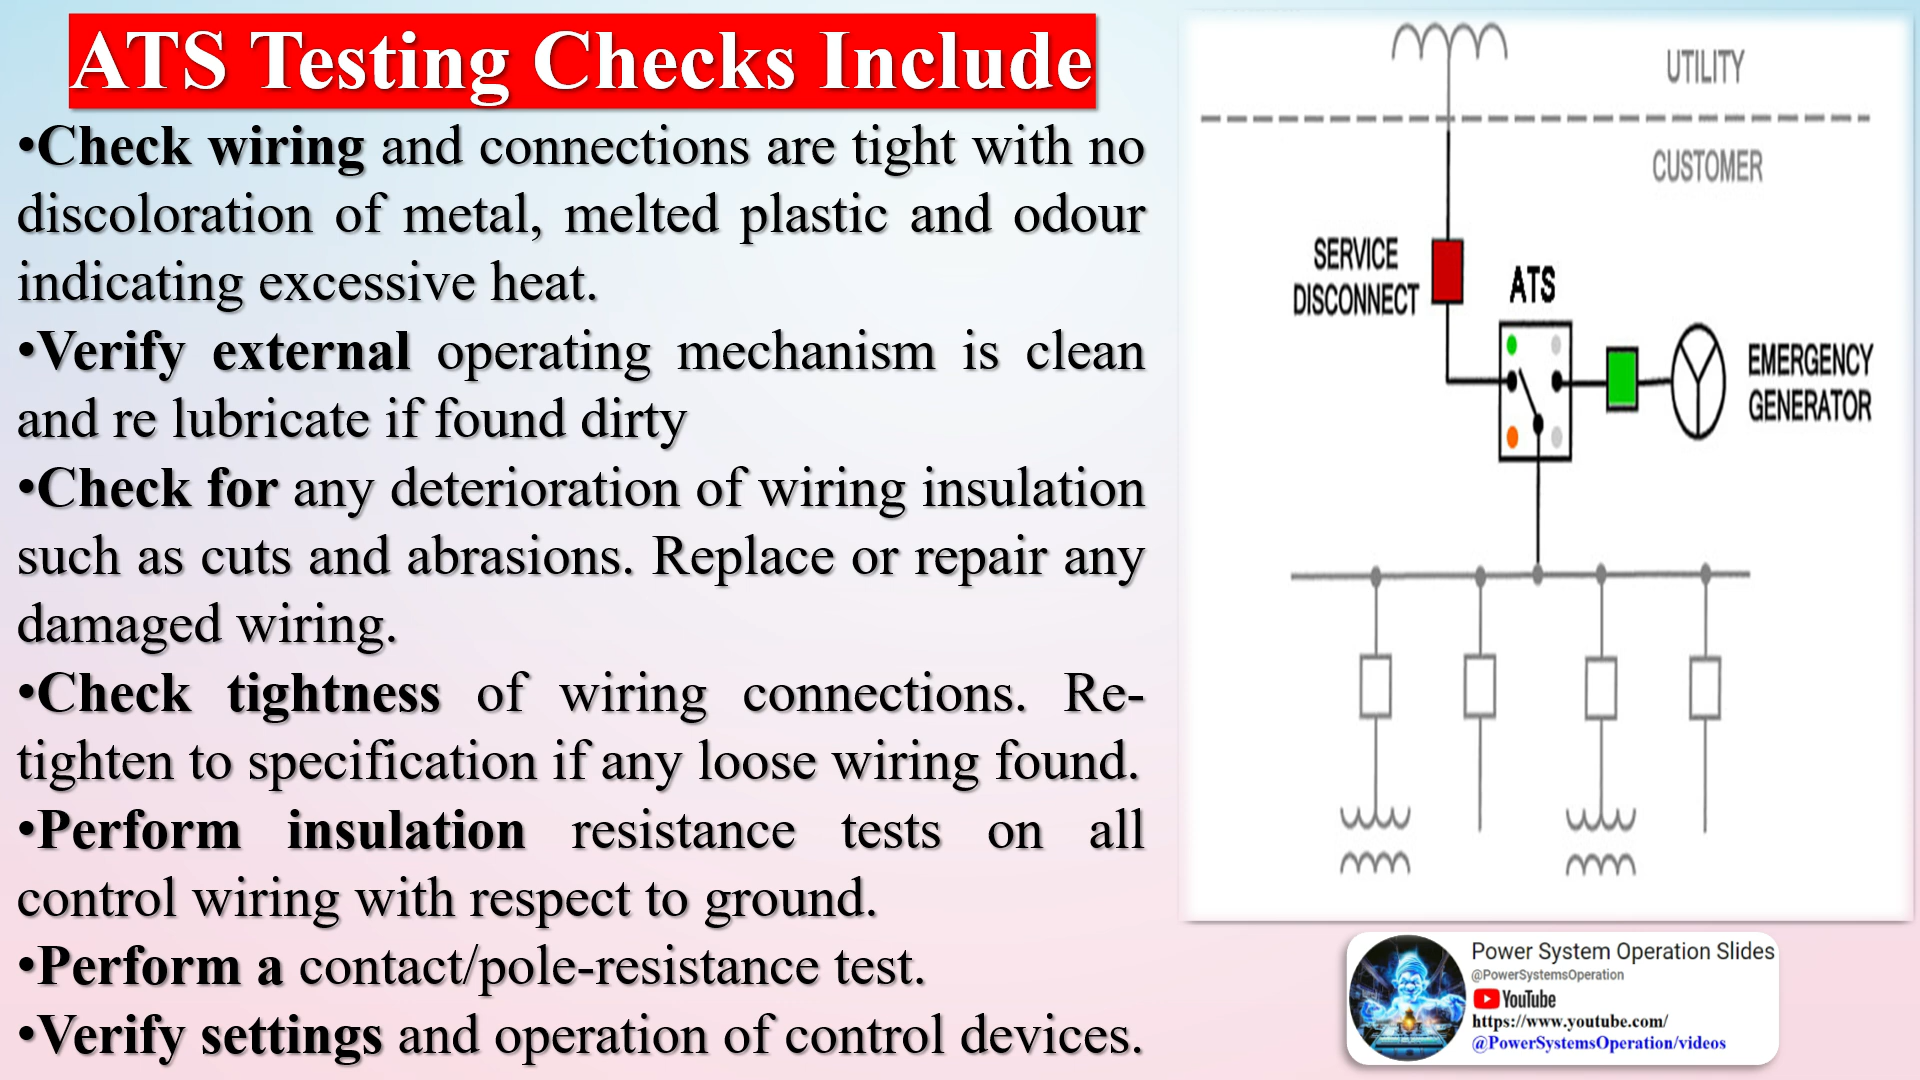 ATS Testing Checks Include
•Check wiring and connections are tight with no
discoloration of metal, melted plastic and odour
indicating excessive heat.
•Verify external operating mechanism is clean
and re lubricate if found dirty
•Check for any deterioration of wiring insulation
such as cuts and abrasions. Replace or repair any
damaged wiring.
•Check tightness of wiring connections. Re-
tighten to specification if any loose wiring found.
•Perform insulation resistance tests on all
control wiring with respect to ground.
•Perform a contact/pole-resistance test.
•Verify settings and operation of control devices.
UTILITY
CUSTOMER
SERVICE
DISCONNECT
ATS
EMERGENCY
GENERATOR
Power System Operation Slides
@PowerSystemsOperation
YouTube
https://www.youtube.com/
@PowerSystemsOperation/videos